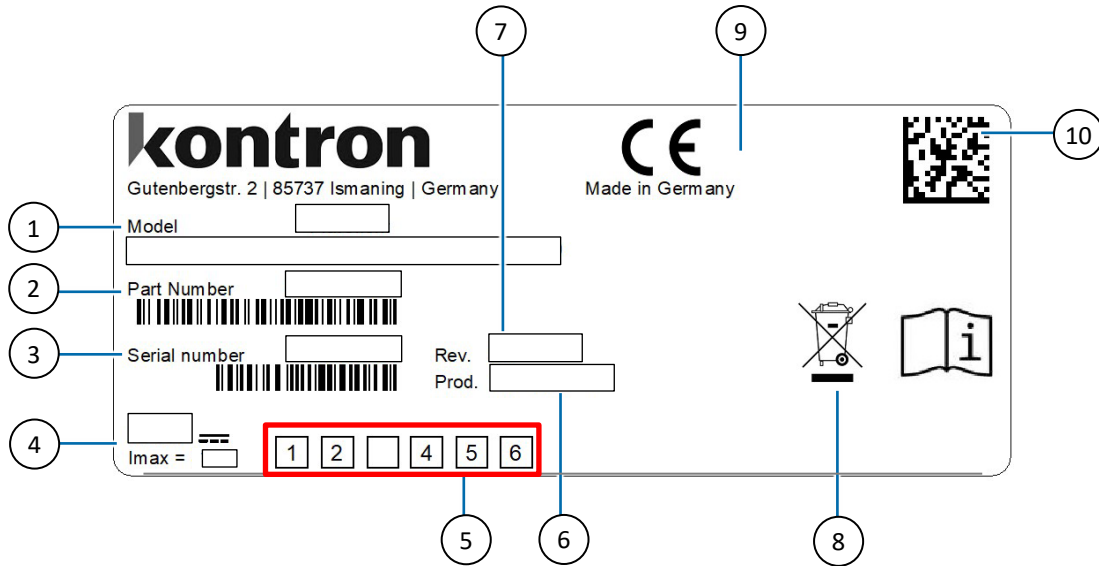 7
9
10
kontron
Gutenbergstr. 2 | 85737 Ismaning | Germany
CE
Made in Germany
1
Model
2
Part Number
3
Serial number
Rev.
Prod.
i
4
Imax =
1 2 4 5 6
5
6
8